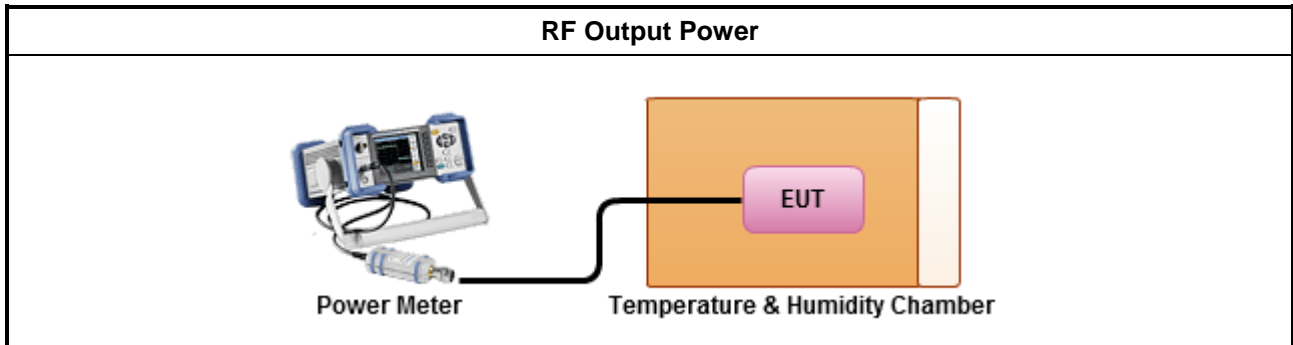 RF Output Power
EUT
Power Meter
Temperature & Humidity Chamber